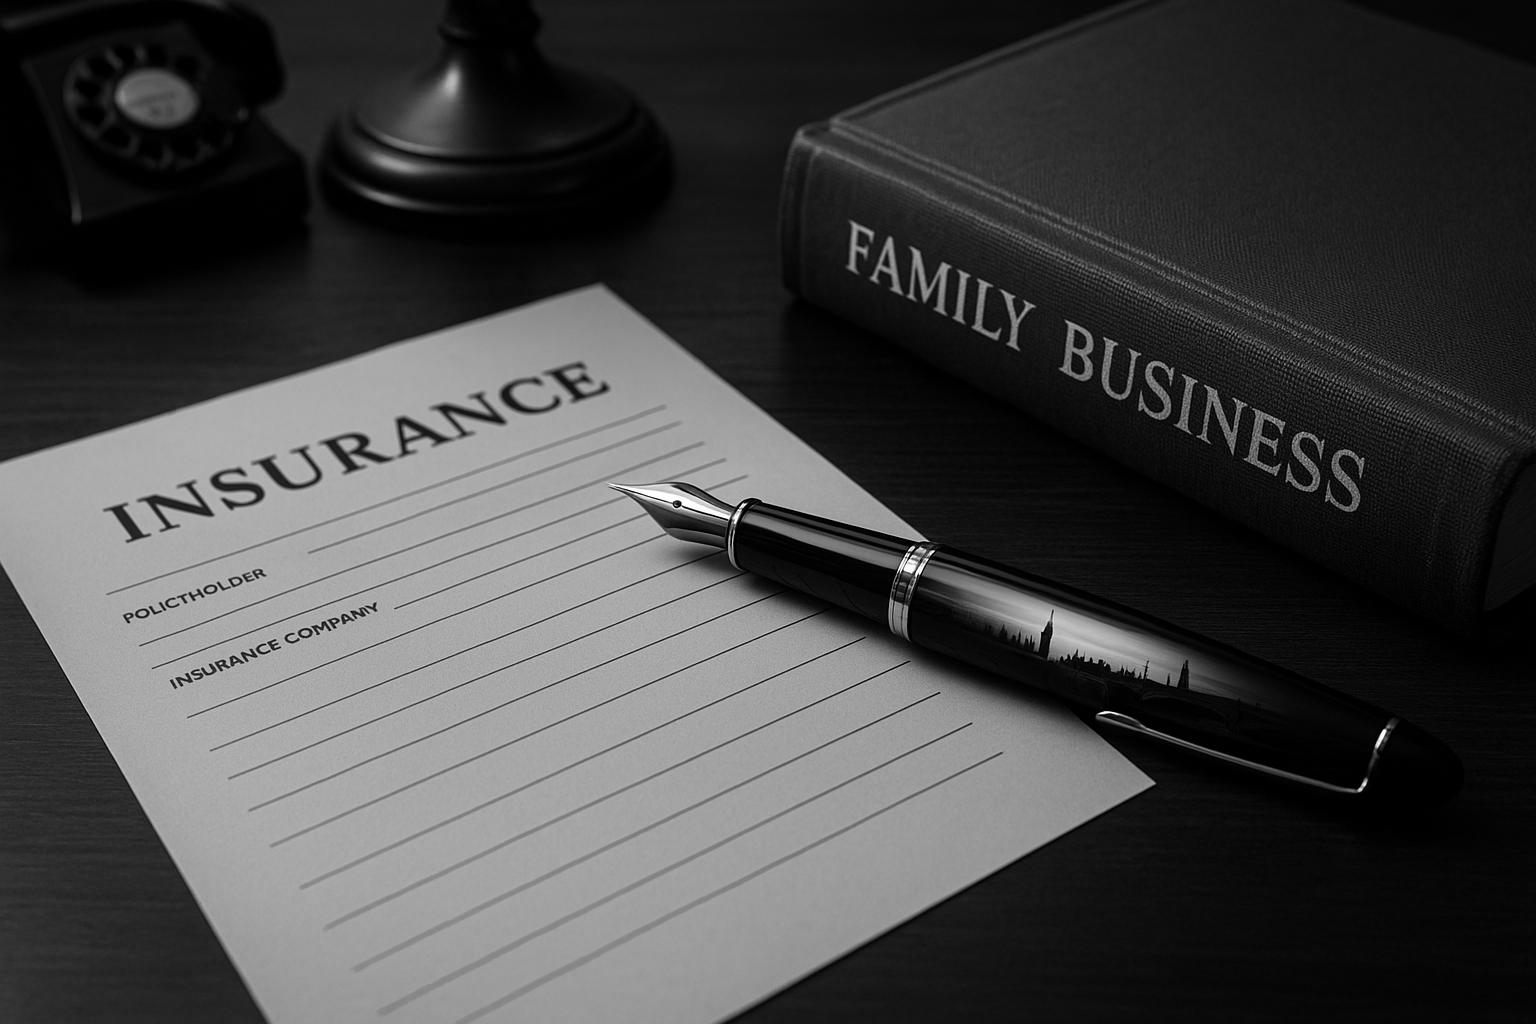 INSURANCE
POLICTHOLDER
INSURANCE COMPANY
FAMILY BUSINESS